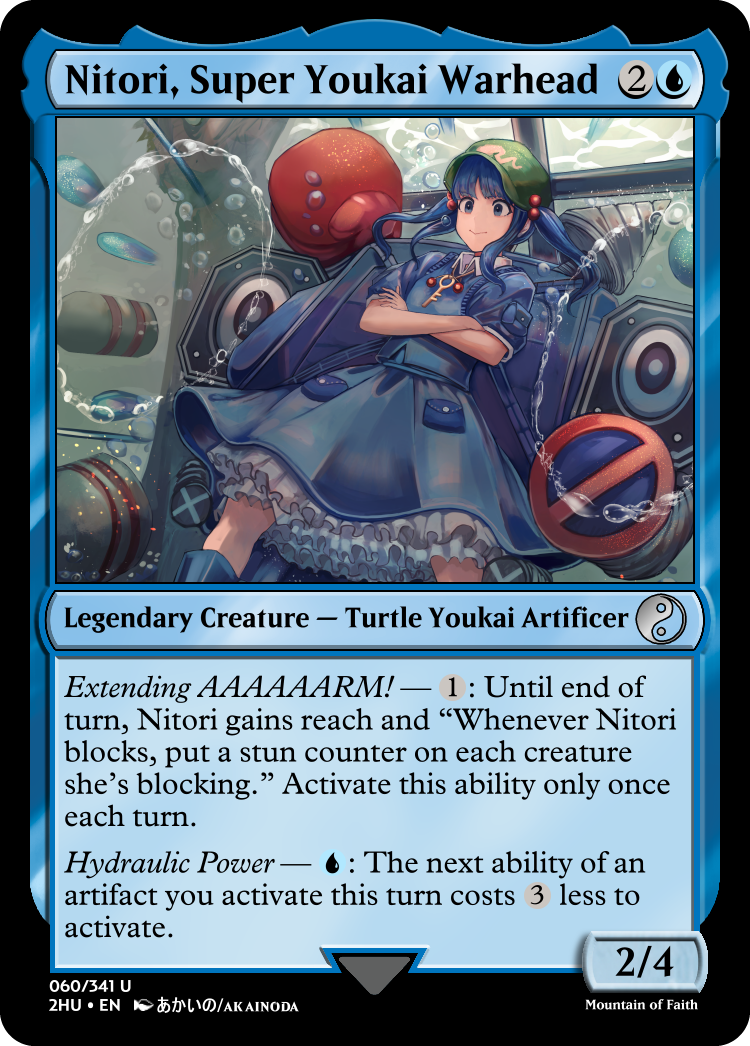 Nitori, Super Youkai Warhead 2
Legendary Creature — Turtle Youkai Artificer
Extending AAAAAARM! — 1: Until end of
turn, Nitori gains reach and “Whenever Nitori
blocks, put a stun counter on each creature
she’s blocking.” Activate this ability only once
each turn.
Hydraulic Power — : The next ability of an
artifact you activate this turn costs 3 less to
activate.
2/4
060/341 U
2HU • EN あかいの/AKAINODA
Mountain of Faith